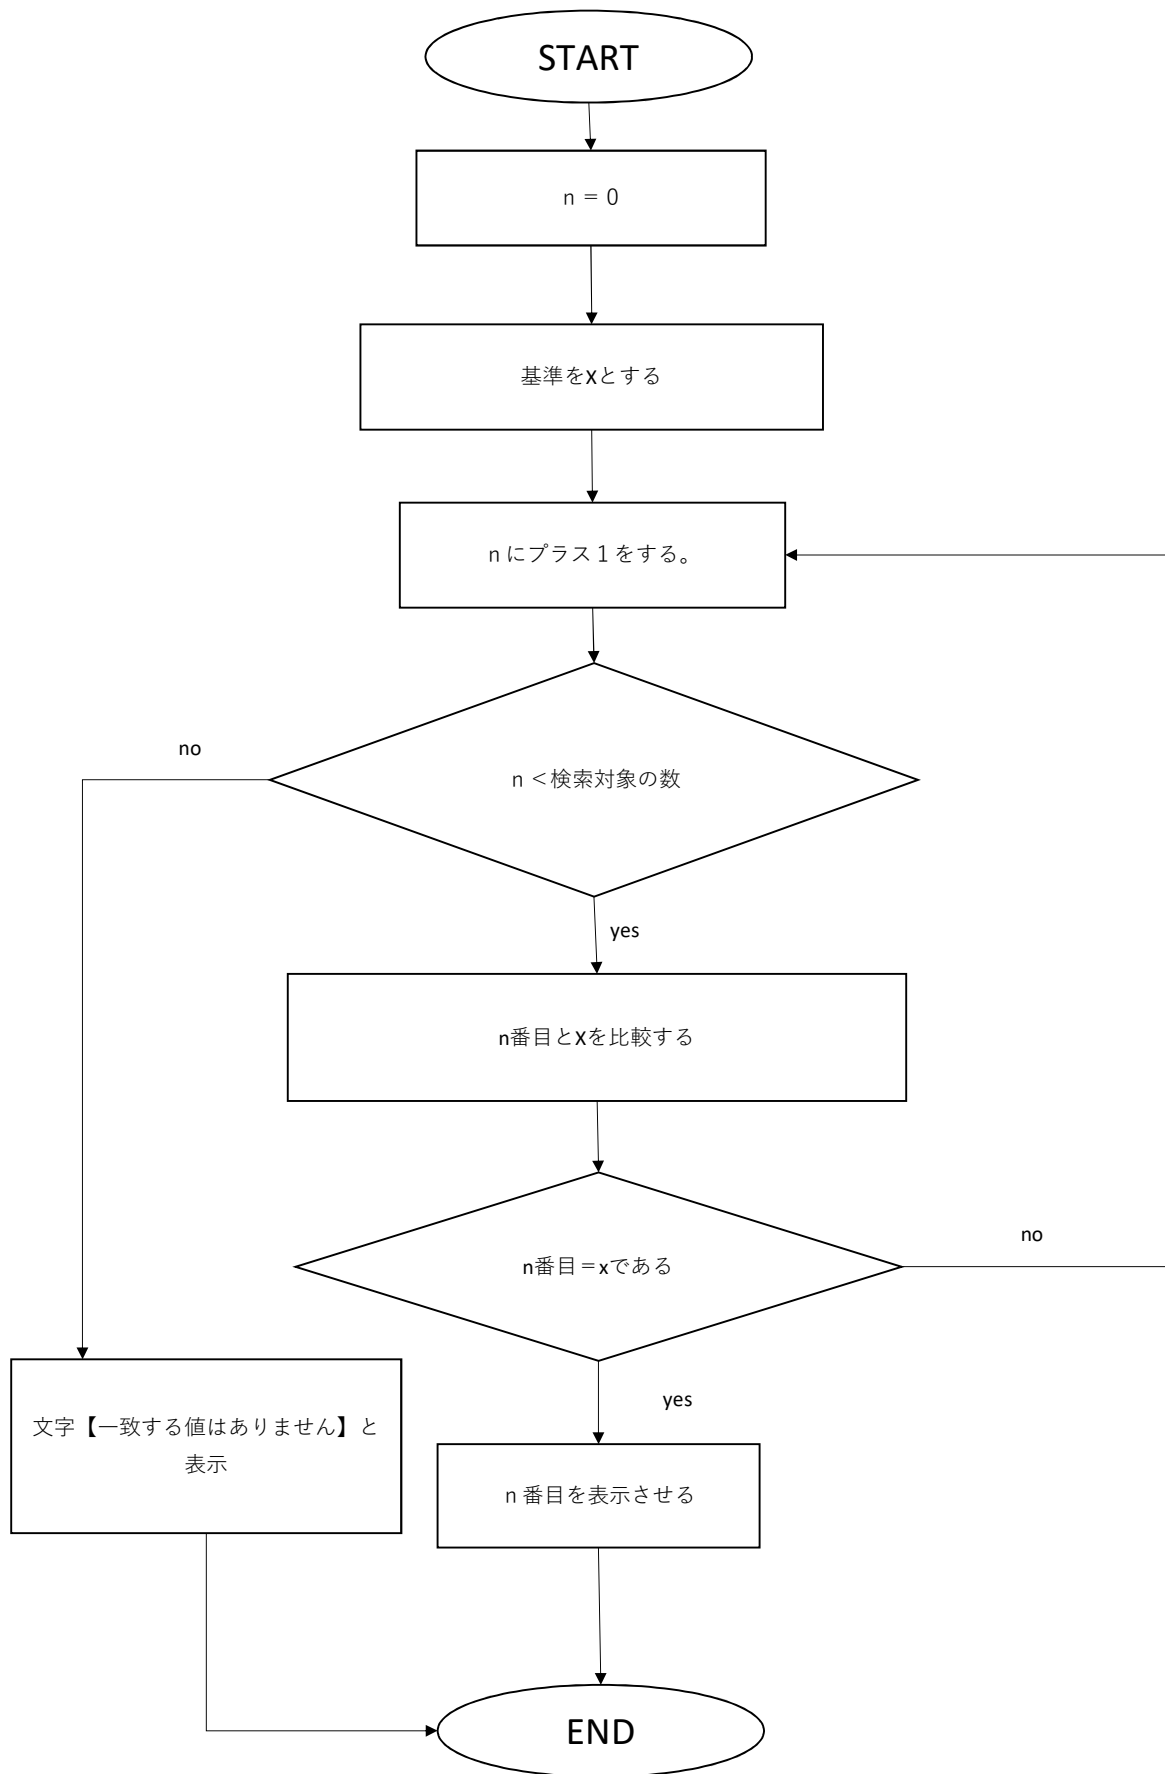 START
n = 0
基準をXとする
n にプラス１をする。
no
n ＜検索対象の数
yes
n番目とXを比較する
n番目＝xである
no
yes
文字【一致する値はありません】と
表示
n 番目を表示させる
END